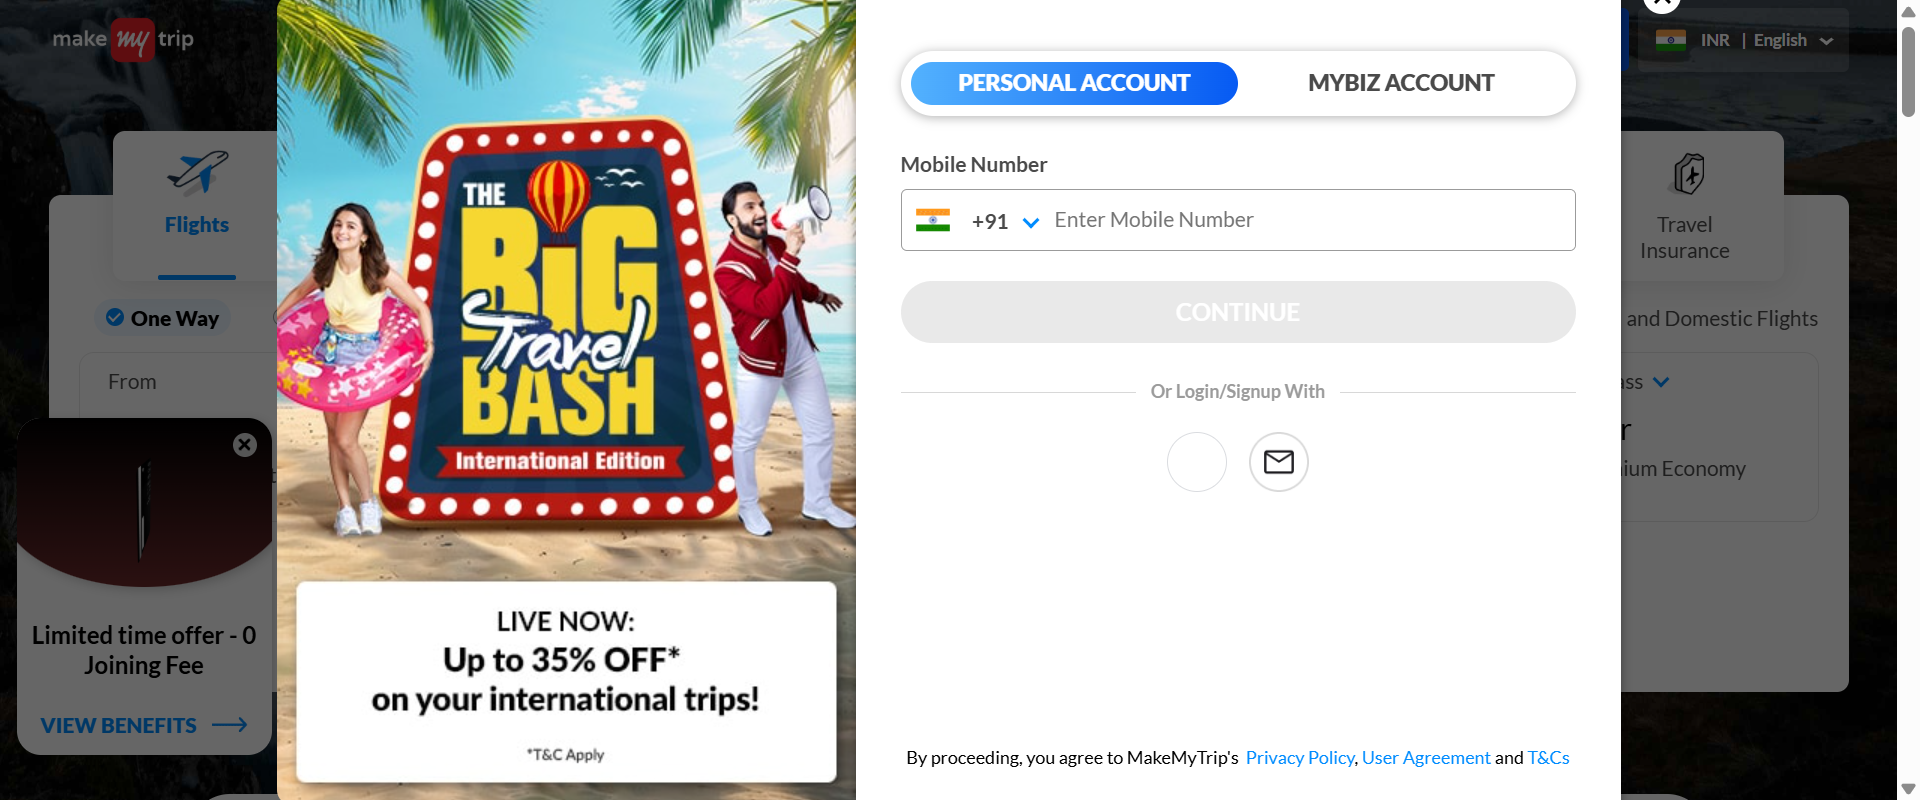 make my trip
INR | English
Flights
One Way
From
Limited time offer - 0
Joining Fee
VIEW BENEFITS
THE
BIG
Travel
BASH
International Edition
LIVE NOW:
Up to 35% OFF*
on your international trips!
*T&C Apply
PERSONAL ACCOUNT
MYBIZ ACCOUNT
Mobile Number
+91
Enter Mobile Number
CONTINUE
Or Login/Signup With
By proceeding, you agree to MakeMyTrip's Privacy Policy, User Agreement and T&Cs
Travel
Insurance
and Domestic Flights
Economy